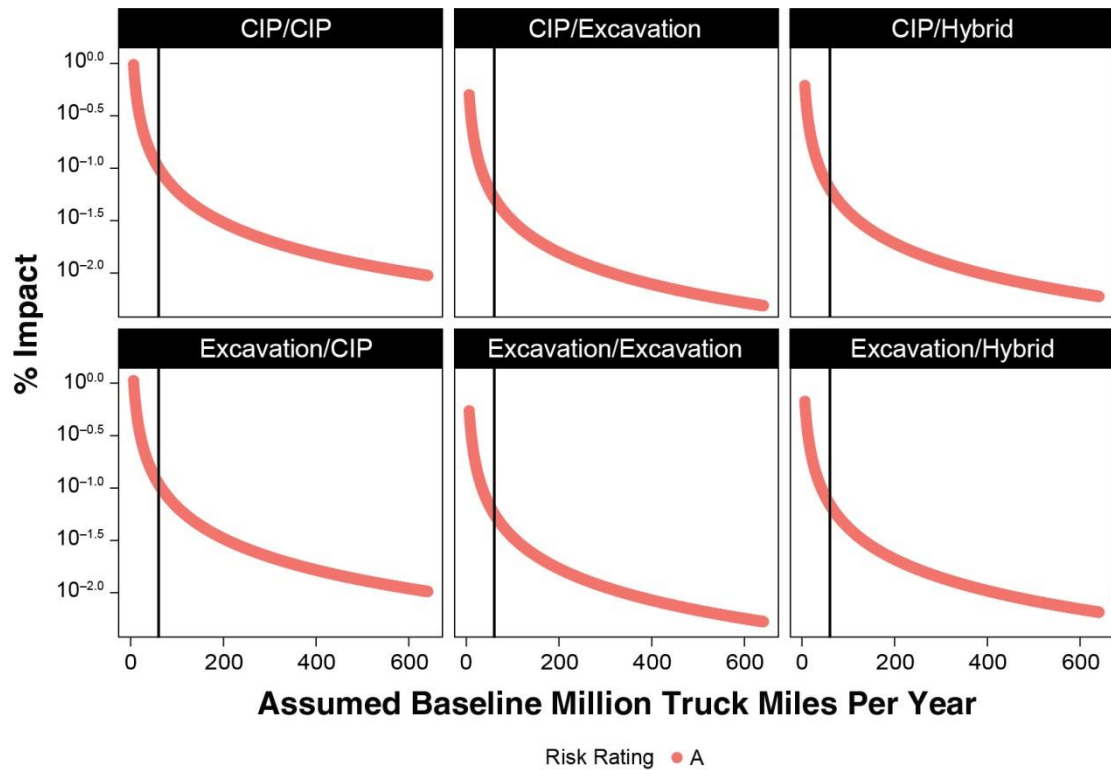 CIP/CIP CIP/Excavation CIP/Hybrid
10^0.0
10^−0.5
10^−1.0
10^−1.5
10^−2.0
% Impact
Excavation/CIP Excavation/Excavation Excavation/Hybrid
10^0.0
10^−0.5
10^−1.0
10^−1.5
10^−2.0
0 200 400 600 0 200 400 600 0 200 400 600
Assumed Baseline Million Truck Miles Per Year
Risk Rating A